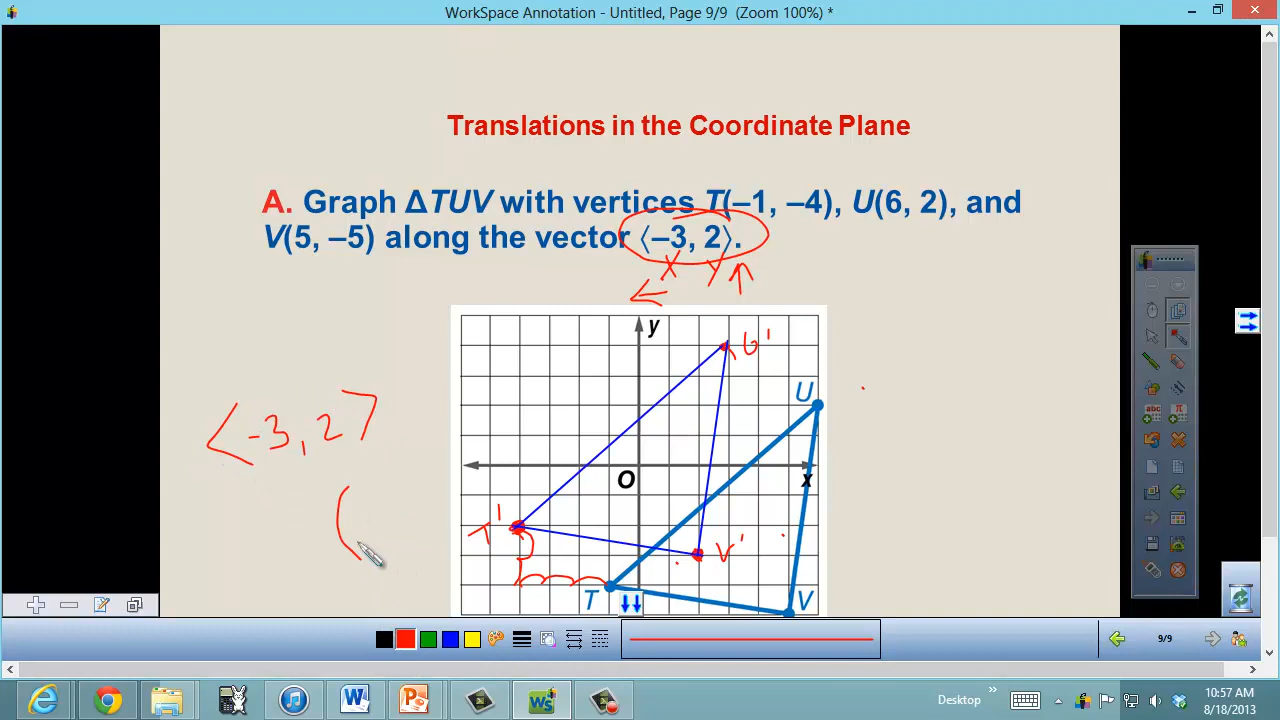 WorkSpace Annotation - Untitled, Page 9/9 (Zoom 100%) *
Translations in the Coordinate Plane
A. Graph ΔTUV with vertices T(–1, –4), U(6, 2), and
V(5, –5) along the vector ⟨–3, 2⟩.
x y ↑
←
y
U'
U
<-3, 2>
O
x
T'
V'
(
T
V
abc
π
9/9
W
P
Ws
Desktop
»
10:57 AM
8/18/2013